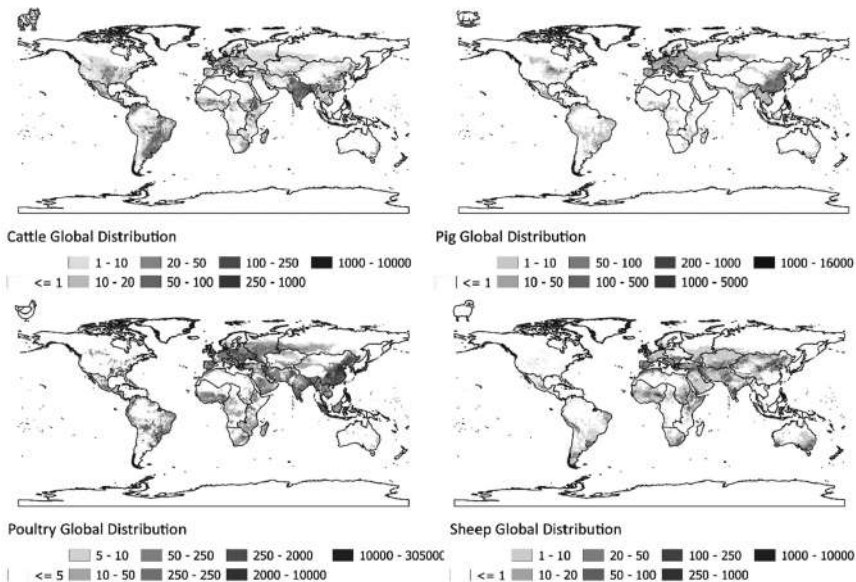 Cattle Global Distribution
1 - 10 20 - 50 100 - 250 1000 - 10000
<= 1 10 - 20 50 - 100 250 - 1000
Pig Global Distribution
1 - 10 50 - 100 200 - 1000 1000 - 16000
<= 1 10 - 50 100 - 500 1000 - 5000
Poultry Global Distribution
5 - 10 50 - 250 250 - 2000 10000 - 30500
<= 5 10 - 50 250 - 250 2000 - 10000
Sheep Global Distribution
1 - 10 20 - 50 100 - 250 1000 - 10000
<= 1 10 - 20 50 - 100 250 - 1000